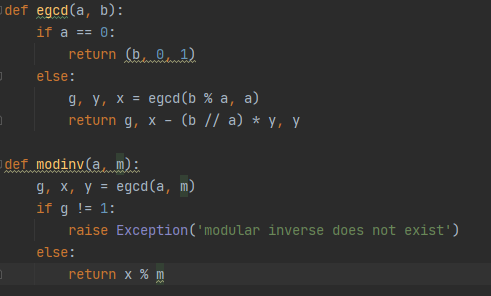 def egcd(a, b):
    if a == 0:
        return (b, 0, 1)
    else:
        g, y, x = egcd(b % a, a)
        return g, x - (b // a) * y, y
def modinv(a, m):
    g, x, y = egcd(a, m)
    if g != 1:
        raise Exception('modular inverse does not exist')
    else:
        return x % m